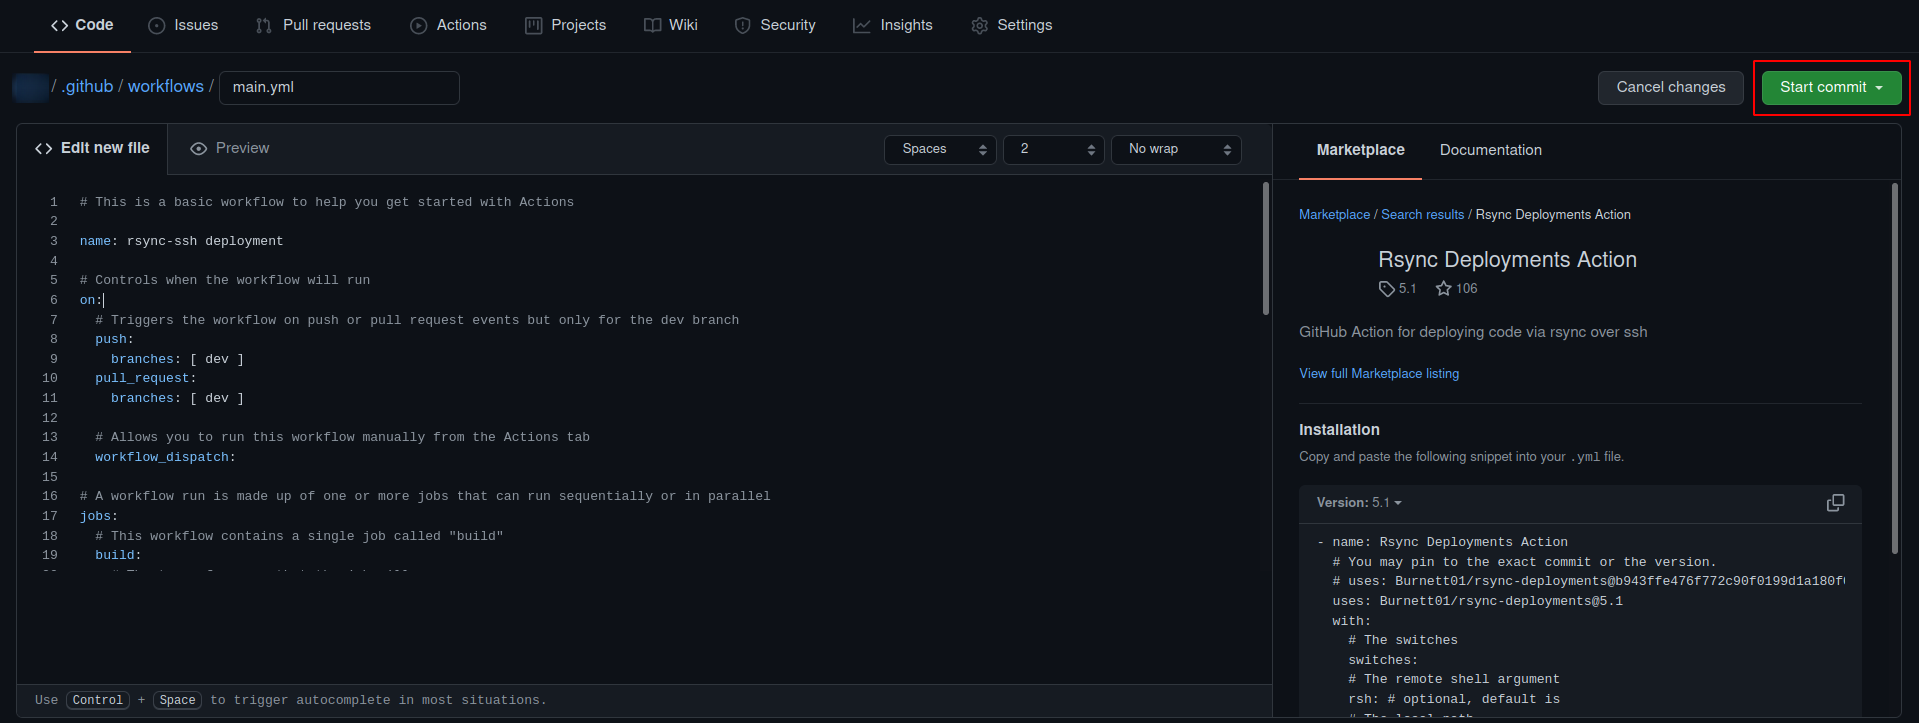 Code Issues Pull requests Actions Projects Wiki Security Insights Settings
/ .github / workflows / main.yml Cancel changes Start commit
Edit new file Preview Spaces 2 No wrap
1 # This is a basic workflow to help you get started with Actions
2
3 name: rsync-ssh deployment
4
5 # Controls when the workflow will run
6 on:
7 # Triggers the workflow on push or pull request events but only for the dev branch
8 push:
9 branches: [ dev ]
10 pull_request:
11 branches: [ dev ]
12
13 # Allows you to run this workflow manually from the Actions tab
14 workflow_dispatch:
15
16 # A workflow run is made up of one or more jobs that can run sequentially or in parallel
17 jobs:
18 # This workflow contains a single job called "build"
19 build:
Use Control + Space to trigger autocomplete in most situations.
Marketplace Documentation
Marketplace / Search results / Rsync Deployments Action
Rsync Deployments Action
5.1 106
GitHub Action for deploying code via rsync over ssh
View full Marketplace listing
Installation
Copy and paste the following snippet into your .yml file.
Version: 5.1
- name: Rsync Deployments Action
# You may pin to the exact commit or the version.
# uses: Burnett01/rsync-deployments@b943ffe476f772c90f0199d1a180f
uses: Burnett01/rsync-deployments@5.1
with:
# The switches
switches:
# The remote shell argument
rsh: # optional, default is